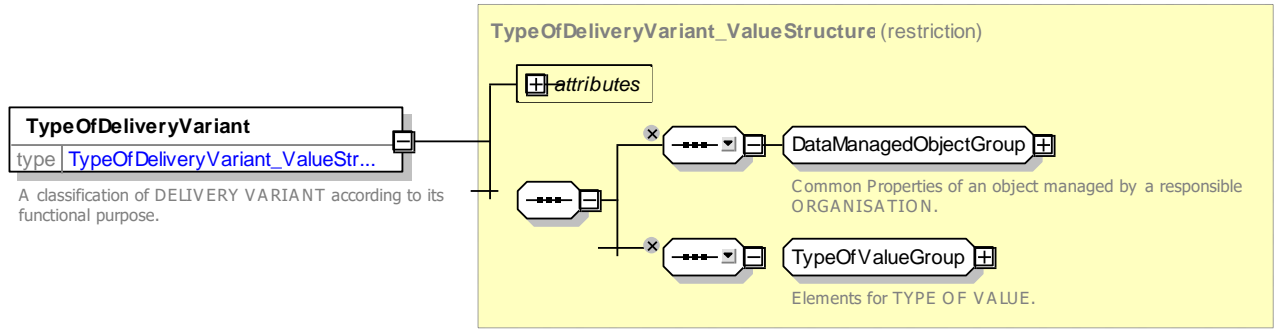 TypeOfDeliveryVariant_ValueStructure (restriction)
attributes
TypeOfDeliveryVariant
type TypeOfDeliveryVariant_ValueStr...
A classification of DELIVERY VARIANT according to its
functional purpose.
DataManagedObjectGroup
Common Properties of an object managed by a responsible
ORGANISATION.
TypeOfValueGroup
Elements for TYPE OF VALUE.